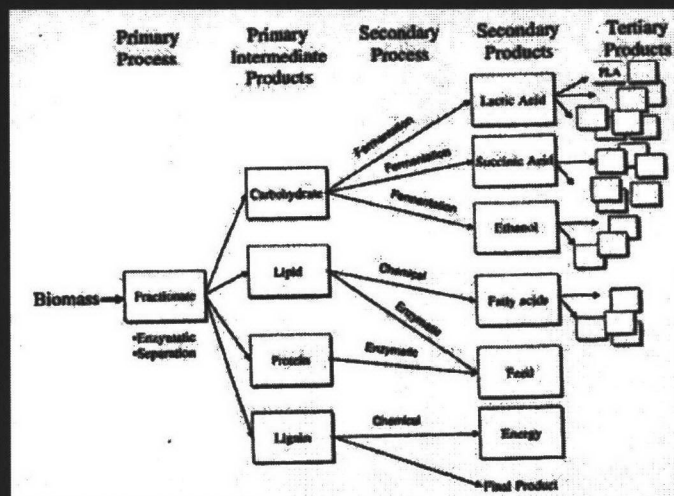 Primary
Process
Primary
Intermediate
Products
Secondary
Process
Secondary
Products
Tertiary
Products
PLA
Lactic Acid
Fermentation
Fermentation
Succinic Acid
Carbohydrate
Fermentation
Ethanol
Lipid
Chemical
Biomass
Fractionate
Fatty acids
•Enzymatic
•Separation
Enzymatic
Protein
Enzymatic
Chemical
Lignin
Energy
Final Product